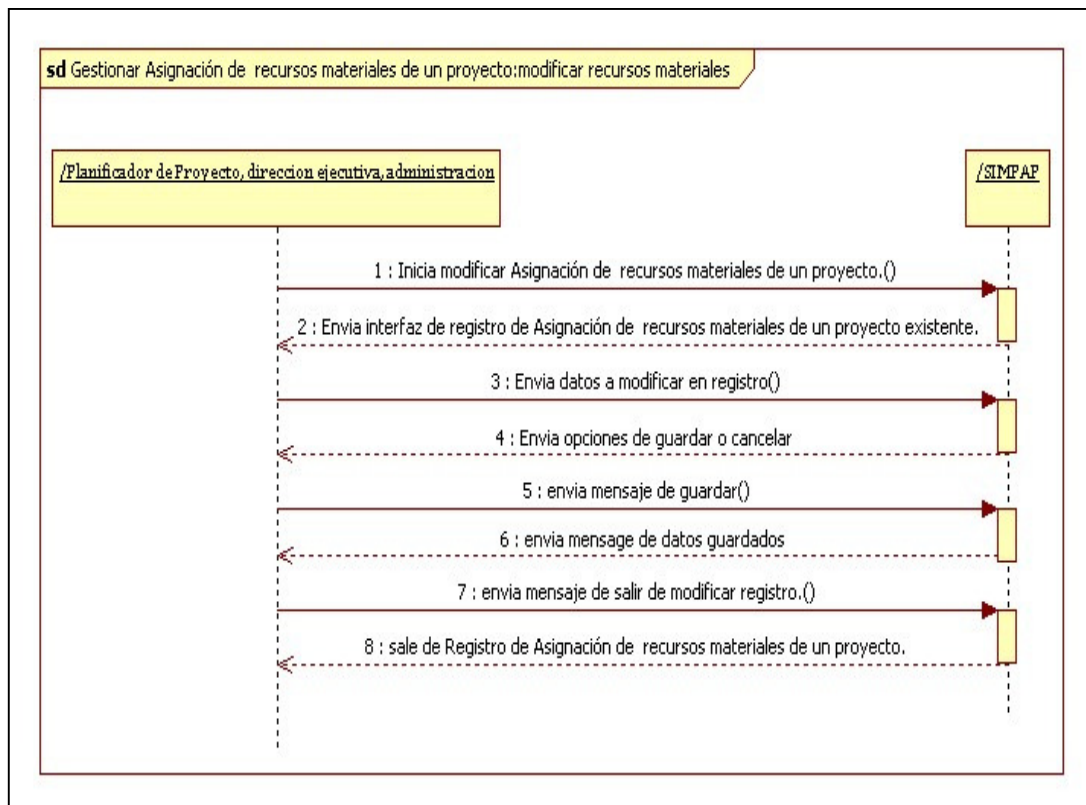 sd Gestionar Asignación de recursos materiales de un proyecto:modificar recursos materiales
/Planificador de Proyecto, direccion ejecutiva,administracion
/SIMPAP
1 : Inicia modificar Asignación de recursos materiales de un proyecto.()
2 : Envia interfaz de registro de Asignación de recursos materiales de un proyecto existente.
3 : Envia datos a modificar en registro()
4 : Envia opciones de guardar o cancelar
5 : envia mensaje de guardar()
6 : envia mensage de datos guardados
7 : envia mensaje de salir de modificar registro.()
8 : sale de Registro de Asignación de recursos materiales de un proyecto.